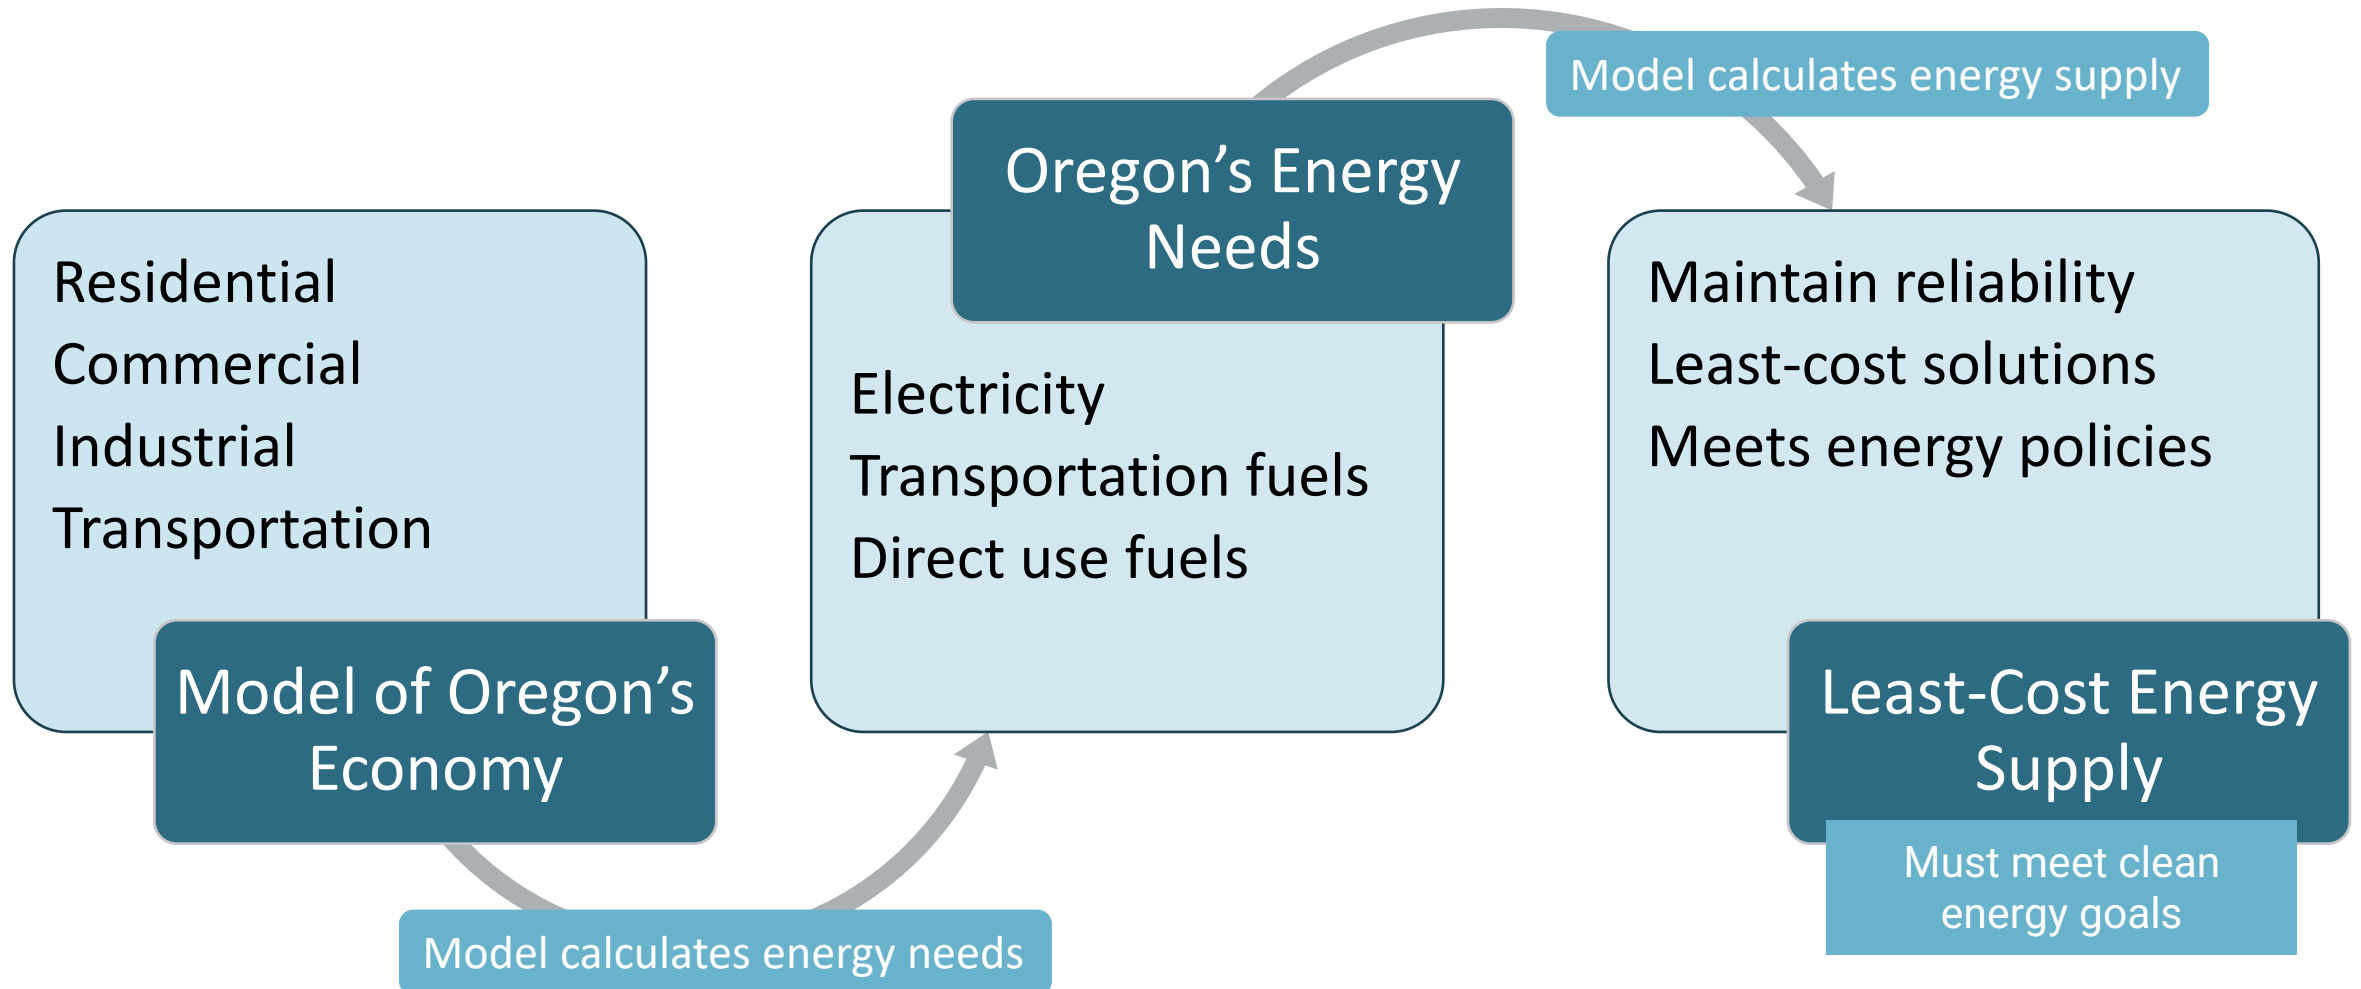 Residential
Commercial
Industrial
Transportation
Model of Oregon’s
Economy
Model calculates energy needs
Oregon’s Energy
Needs
Electricity
Transportation fuels
Direct use fuels
Model calculates energy supply
Maintain reliability
Least-cost solutions
Meets energy policies
Least-Cost Energy
Supply
Must meet clean
energy goals